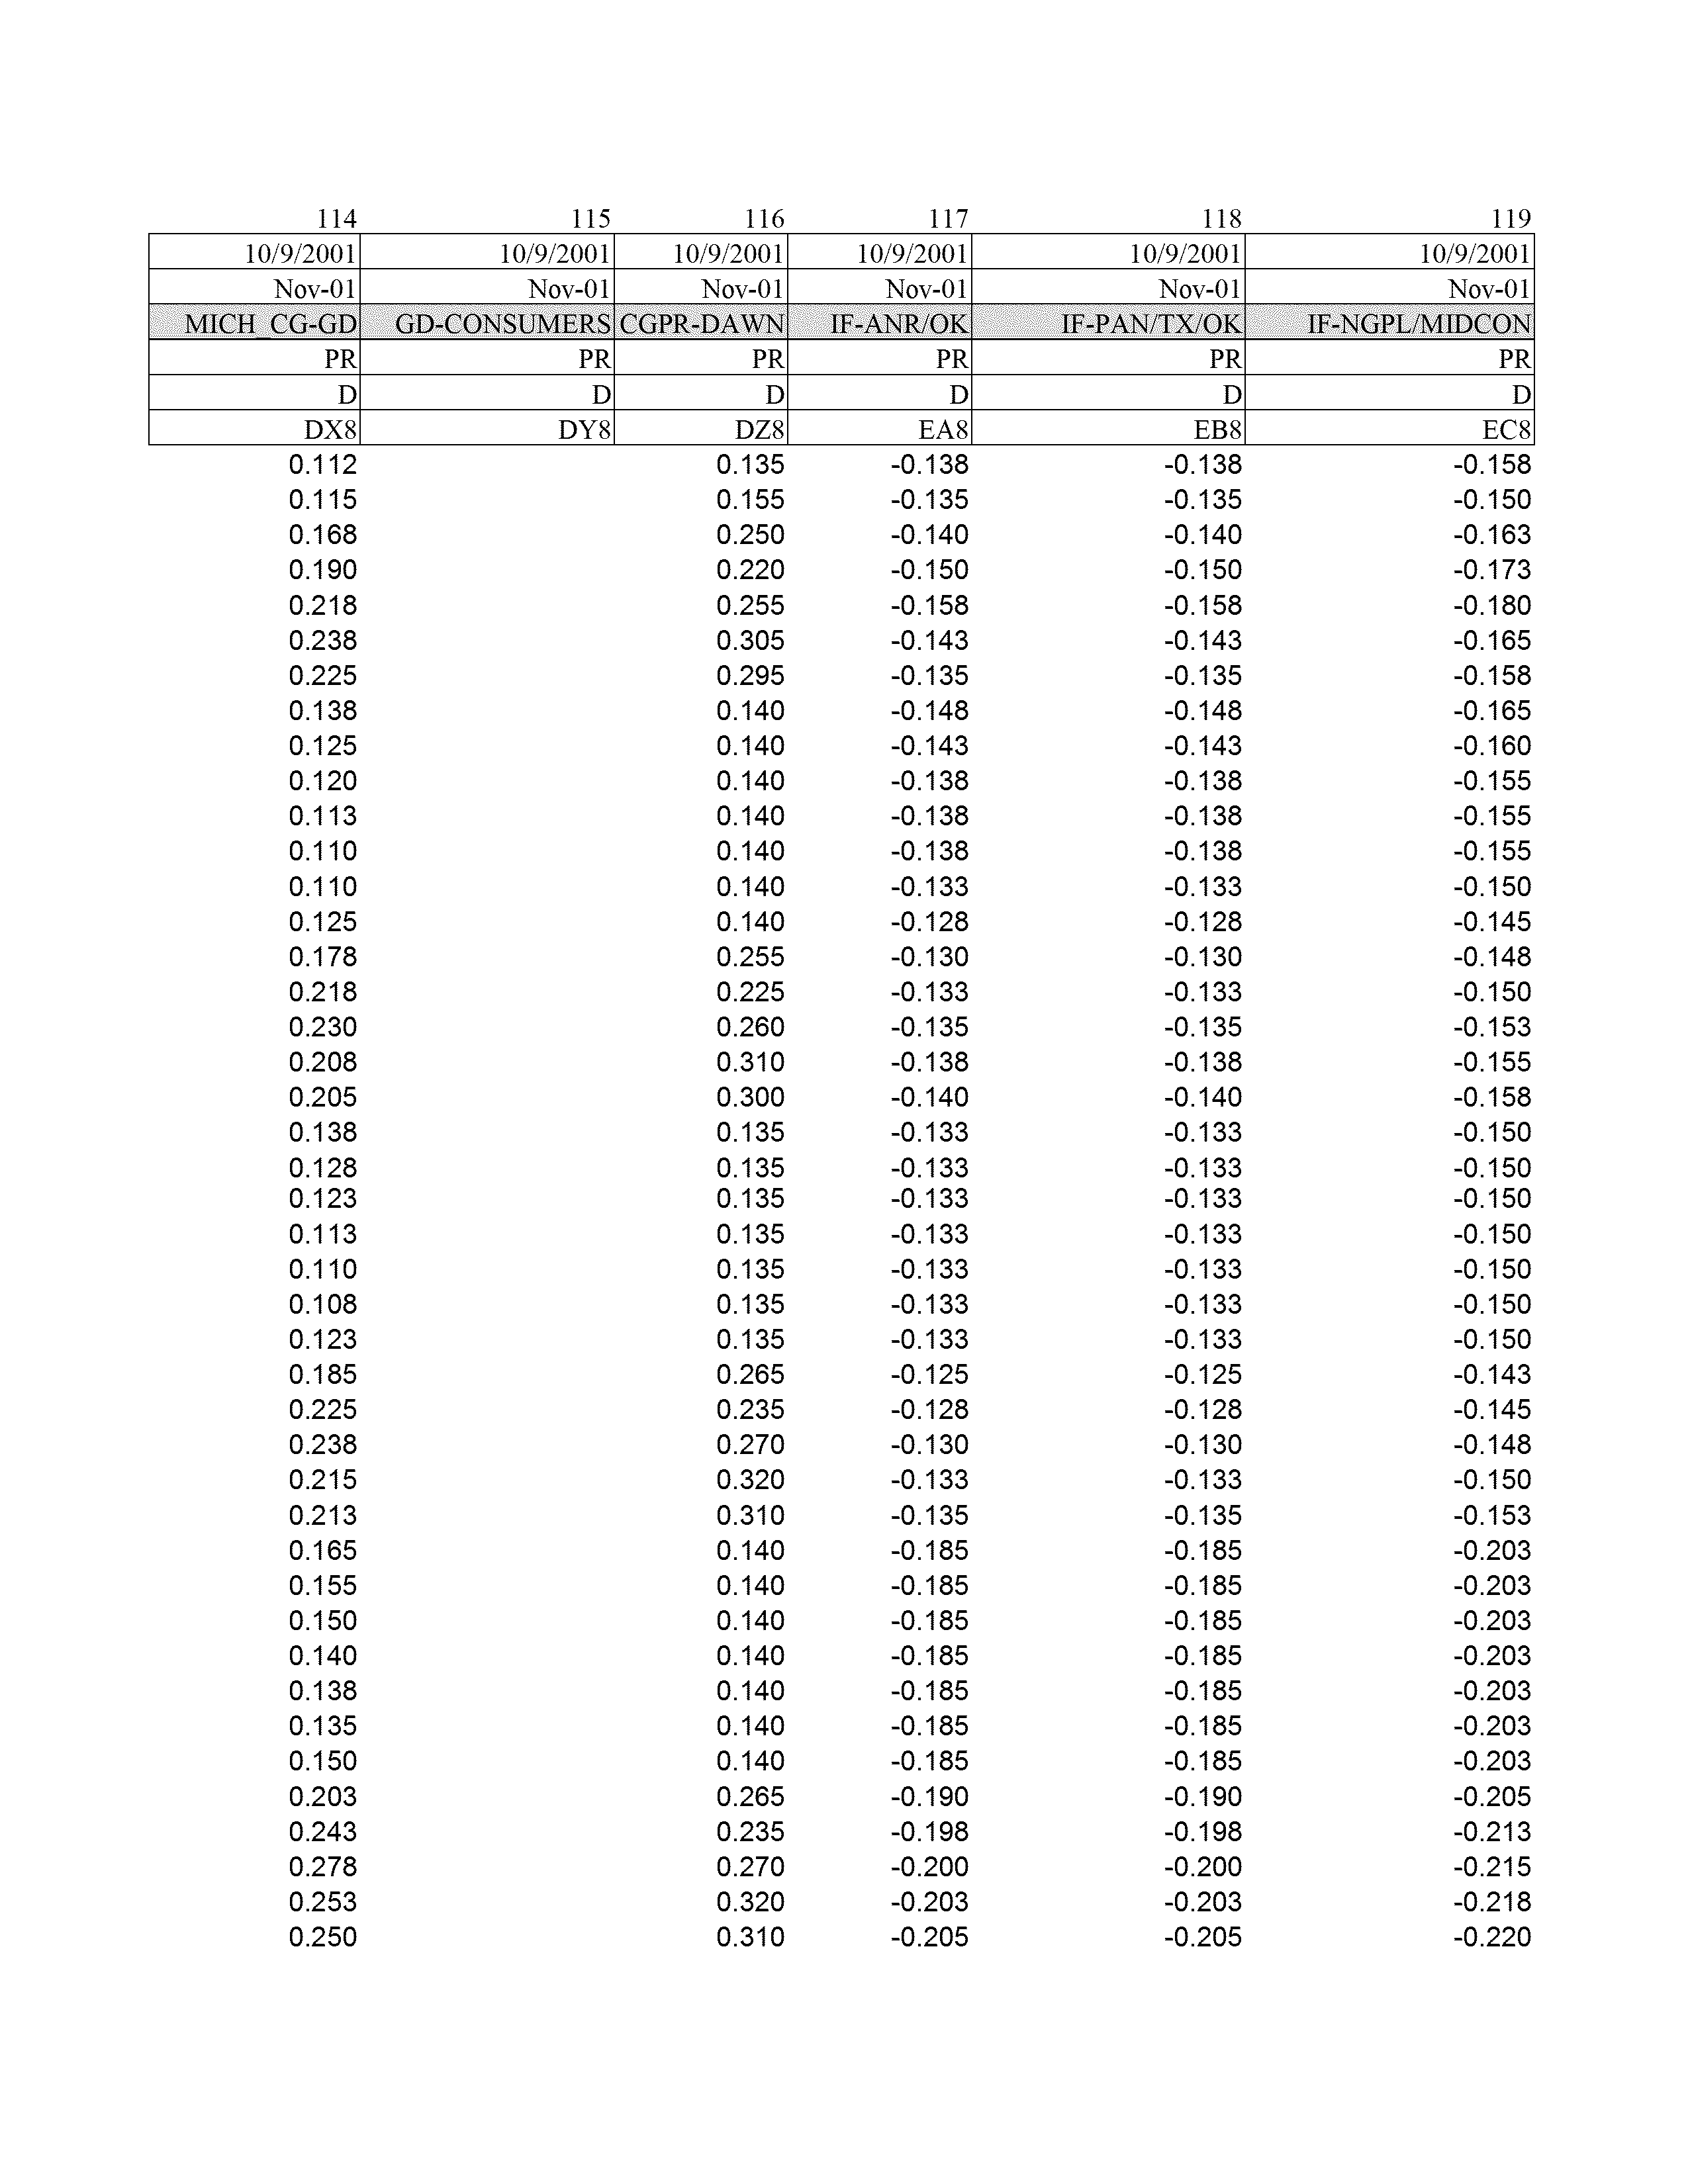 114 115 116 117 118 119
10/9/2001 10/9/2001 10/9/2001 10/9/2001 10/9/2001 10/9/2001
Nov-01 Nov-01 Nov-01 Nov-01 Nov-01 Nov-01
MICH_CG-GD GD-CONSUMERS CGPR-DAWN IF-ANR/OK IF-PAN/TX/OK IF-NGPL/MIDCON
PR PR PR PR PR PR
D D D D D D
DX8 DY8 DZ8 EA8 EB8 EC8
0.112 0.135 -0.138 -0.138 -0.158
0.115 0.155 -0.135 -0.135 -0.150
0.168 0.250 -0.140 -0.140 -0.163
0.190 0.220 -0.150 -0.150 -0.173
0.218 0.255 -0.158 -0.158 -0.180
0.238 0.305 -0.143 -0.143 -0.165
0.225 0.295 -0.135 -0.135 -0.158
0.138 0.140 -0.148 -0.148 -0.165
0.125 0.140 -0.143 -0.143 -0.160
0.120 0.140 -0.138 -0.138 -0.155
0.113 0.140 -0.138 -0.138 -0.155
0.110 0.140 -0.138 -0.138 -0.155
0.110 0.140 -0.133 -0.133 -0.150
0.125 0.140 -0.128 -0.128 -0.145
0.178 0.255 -0.130 -0.130 -0.148
0.218 0.225 -0.133 -0.133 -0.150
0.230 0.260 -0.135 -0.135 -0.153
0.208 0.310 -0.138 -0.138 -0.155
0.205 0.300 -0.140 -0.140 -0.158
0.138 0.135 -0.133 -0.133 -0.150
0.128 0.135 -0.133 -0.133 -0.150
0.123 0.135 -0.133 -0.133 -0.150
0.113 0.135 -0.133 -0.133 -0.150
0.110 0.135 -0.133 -0.133 -0.150
0.108 0.135 -0.133 -0.133 -0.150
0.123 0.135 -0.133 -0.133 -0.150
0.185 0.265 -0.125 -0.125 -0.143
0.225 0.235 -0.128 -0.128 -0.145
0.238 0.270 -0.130 -0.130 -0.148
0.215 0.320 -0.133 -0.133 -0.150
0.213 0.310 -0.135 -0.135 -0.153
0.165 0.140 -0.185 -0.185 -0.203
0.155 0.140 -0.185 -0.185 -0.203
0.150 0.140 -0.185 -0.185 -0.203
0.140 0.140 -0.185 -0.185 -0.203
0.138 0.140 -0.185 -0.185 -0.203
0.135 0.140 -0.185 -0.185 -0.203
0.150 0.140 -0.185 -0.185 -0.203
0.203 0.265 -0.190 -0.190 -0.205
0.243 0.235 -0.198 -0.198 -0.213
0.278 0.270 -0.200 -0.200 -0.215
0.253 0.320 -0.203 -0.203 -0.218
0.250 0.310 -0.205 -0.205 -0.220